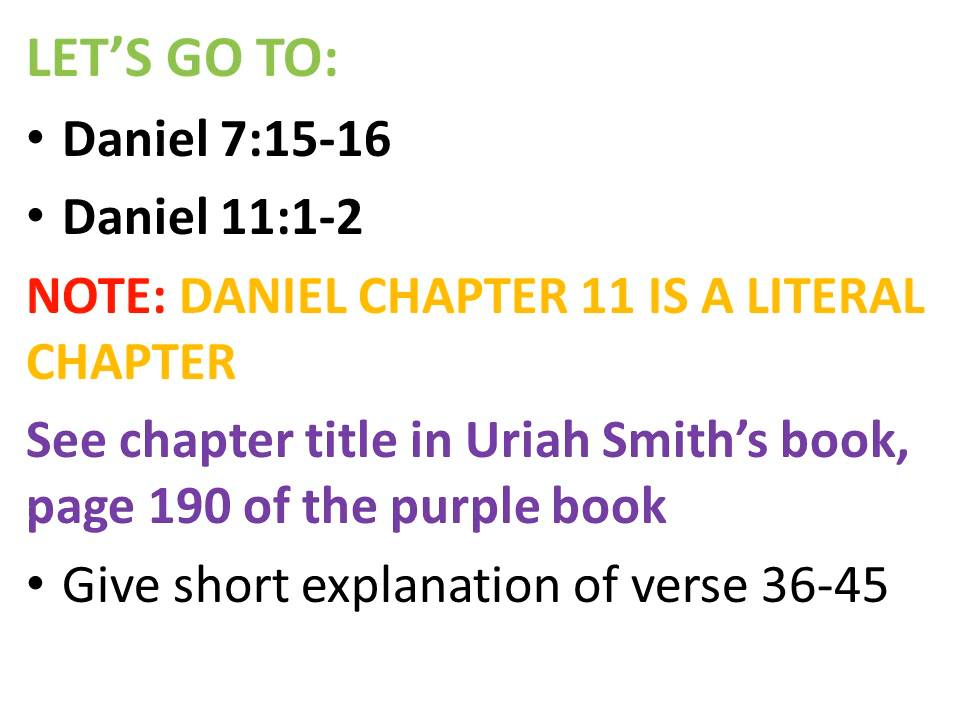 LET’S GO TO:
• Daniel 7:15-16
• Daniel 11:1-2
NOTE: DANIEL CHAPTER 11 IS A LITERAL
CHAPTER
See chapter title in Uriah Smith’s book,
page 190 of the purple book
• Give short explanation of verse 36-45